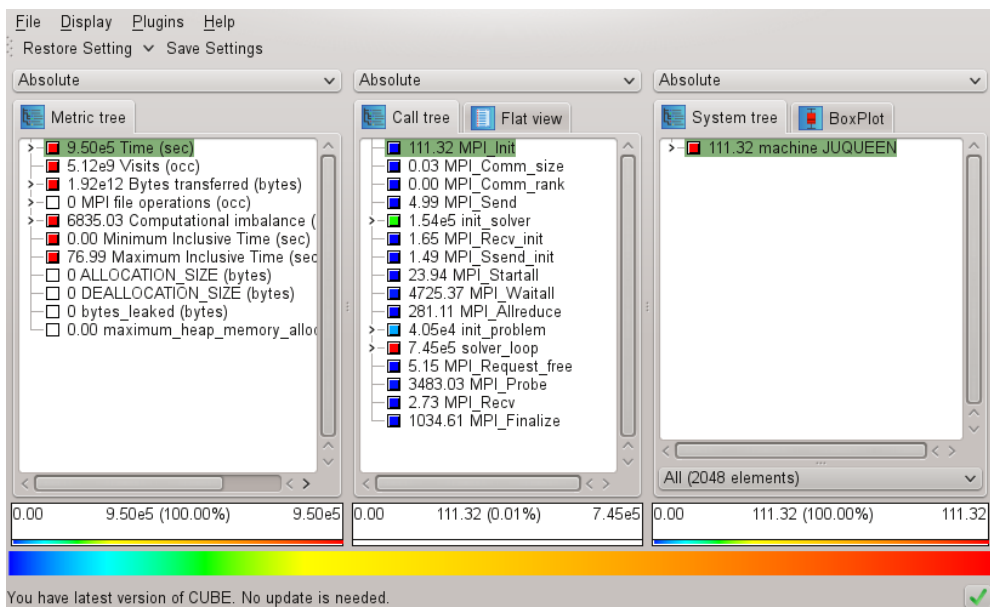 File Display Plugins Help
Restore Setting Save Settings
Absolute
Absolute
Absolute
Metric tree
Call tree
Flat view
System tree
BoxPlot
9.50e5 Time (sec)
5.12e9 Visits (occ)
1.92e12 Bytes transferred (bytes)
0 MPI file operations (occ)
6835.03 Computational imbalance (
0.00 Minimum Inclusive Time (sec)
76.99 Maximum Inclusive Time (sec
0 ALLOCATION_SIZE (bytes)
0 DEALLOCATION_SIZE (bytes)
0 bytes_leaked (bytes)
0.00 maximum_heap_memory_alloc
111.32 MPI_Init
0.03 MPI_Comm_size
0.00 MPI_Comm_rank
4.99 MPI_Send
1.54e5 init_solver
1.65 MPI_Recv_init
1.49 MPI_Ssend_init
23.94 MPI_Startall
4725.37 MPI_Waitall
281.11 MPI_Allreduce
4.05e4 init_problem
7.45e5 solver_loop
5.15 MPI_Request_free
3483.03 MPI_Probe
2.73 MPI_Recv
1034.61 MPI_Finalize
111.32 machine JUQUEEN
All (2048 elements)
0.00 9.50e5 (100.00%) 9.50e5
0.00 111.32 (0.01%) 7.45e5
0.00 111.32 (100.00%) 111.32
You have latest version of CUBE. No update is needed.